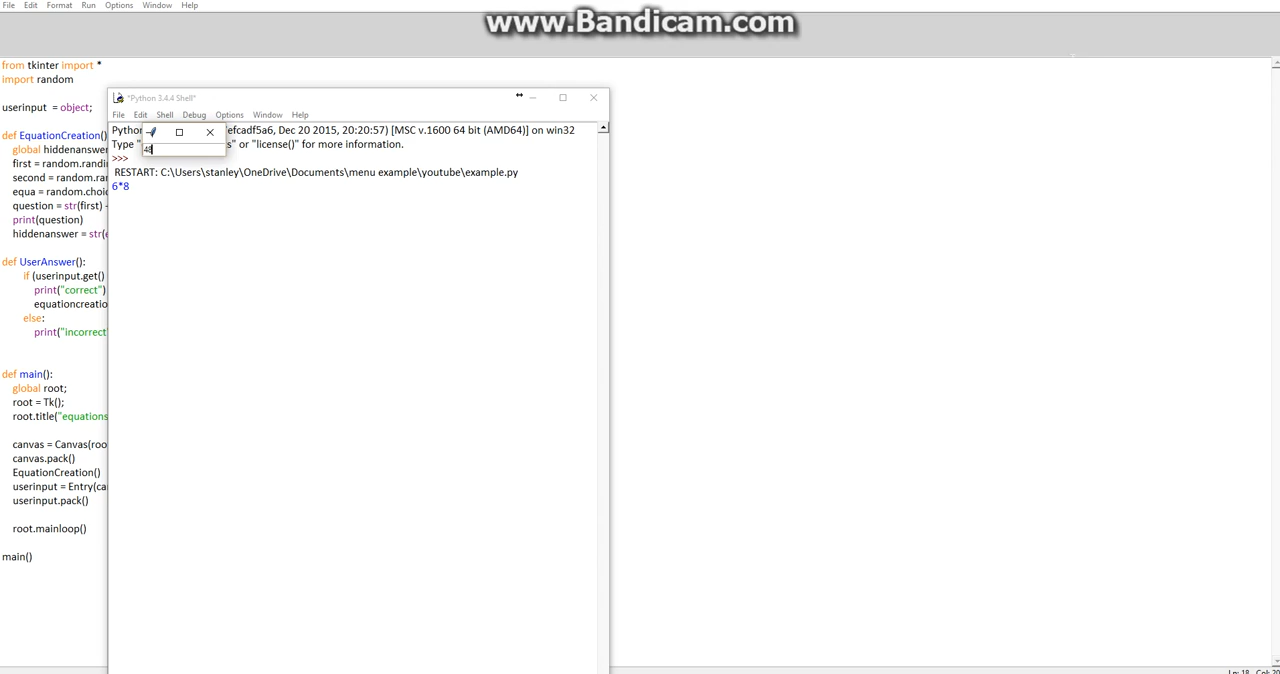 File Edit Format Run Options Window Help
www.Bandicam.com
from tkinter import *
import random
userinput = object;
def EquationCreation()
global hiddenanswer
first = random.randin
second = random.ran
equa = random.choic
question = str(first) +
print(question)
hiddenanswer = str(e
def UserAnswer():
if (userinput.get()
print("correct")
equationcreatio
else:
print("incorrect"
def main():
global root;
root = Tk();
root.title("equations
canvas = Canvas(roo
canvas.pack()
EquationCreation()
userinput = Entry(ca
userinput.pack()
root.mainloop()
main()
*Python 3.4.4 Shell*
File Edit Shell Debug Options Window Help
Python efcadf5a6, Dec 20 2015, 20:20:57) [MSC v.1600 64 bit (AMD64)] on win32
Type " s" or "license()" for more information.
48
>>>
RESTART: C:\Users\stanley\OneDrive\Documents\menu example\youtube\example.py
6*8